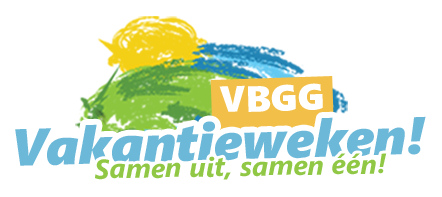 VBGG
Vakantieweken!
Samen uit, samen één!